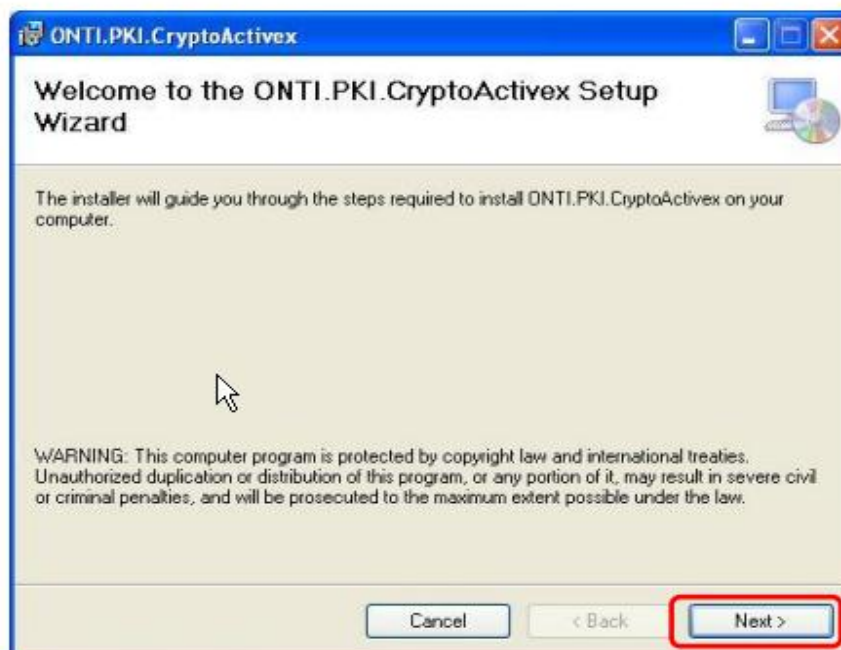 ONTI.PKI.CryptoActivex
Welcome to the ONTI.PKI.CryptoActivex Setup
Wizard
The installer will guide you through the steps required to install ONTI.PKI.CryptoActivex on your
computer.
WARNING: This computer program is protected by copyright law and international treaties.
Unauthorized duplication or distribution of this program, or any portion of it, may result in severe civil
or criminal penalties, and will be prosecuted to the maximum extent possible under the law.
Cancel
< Back
Next >